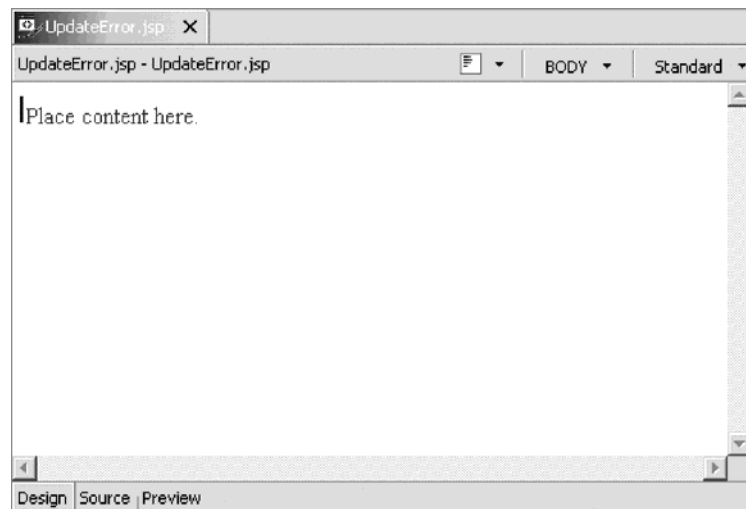 UpdateError.jsp
UpdateError.jsp - UpdateError.jsp BODY Standard
Place content here.
Design Source Preview